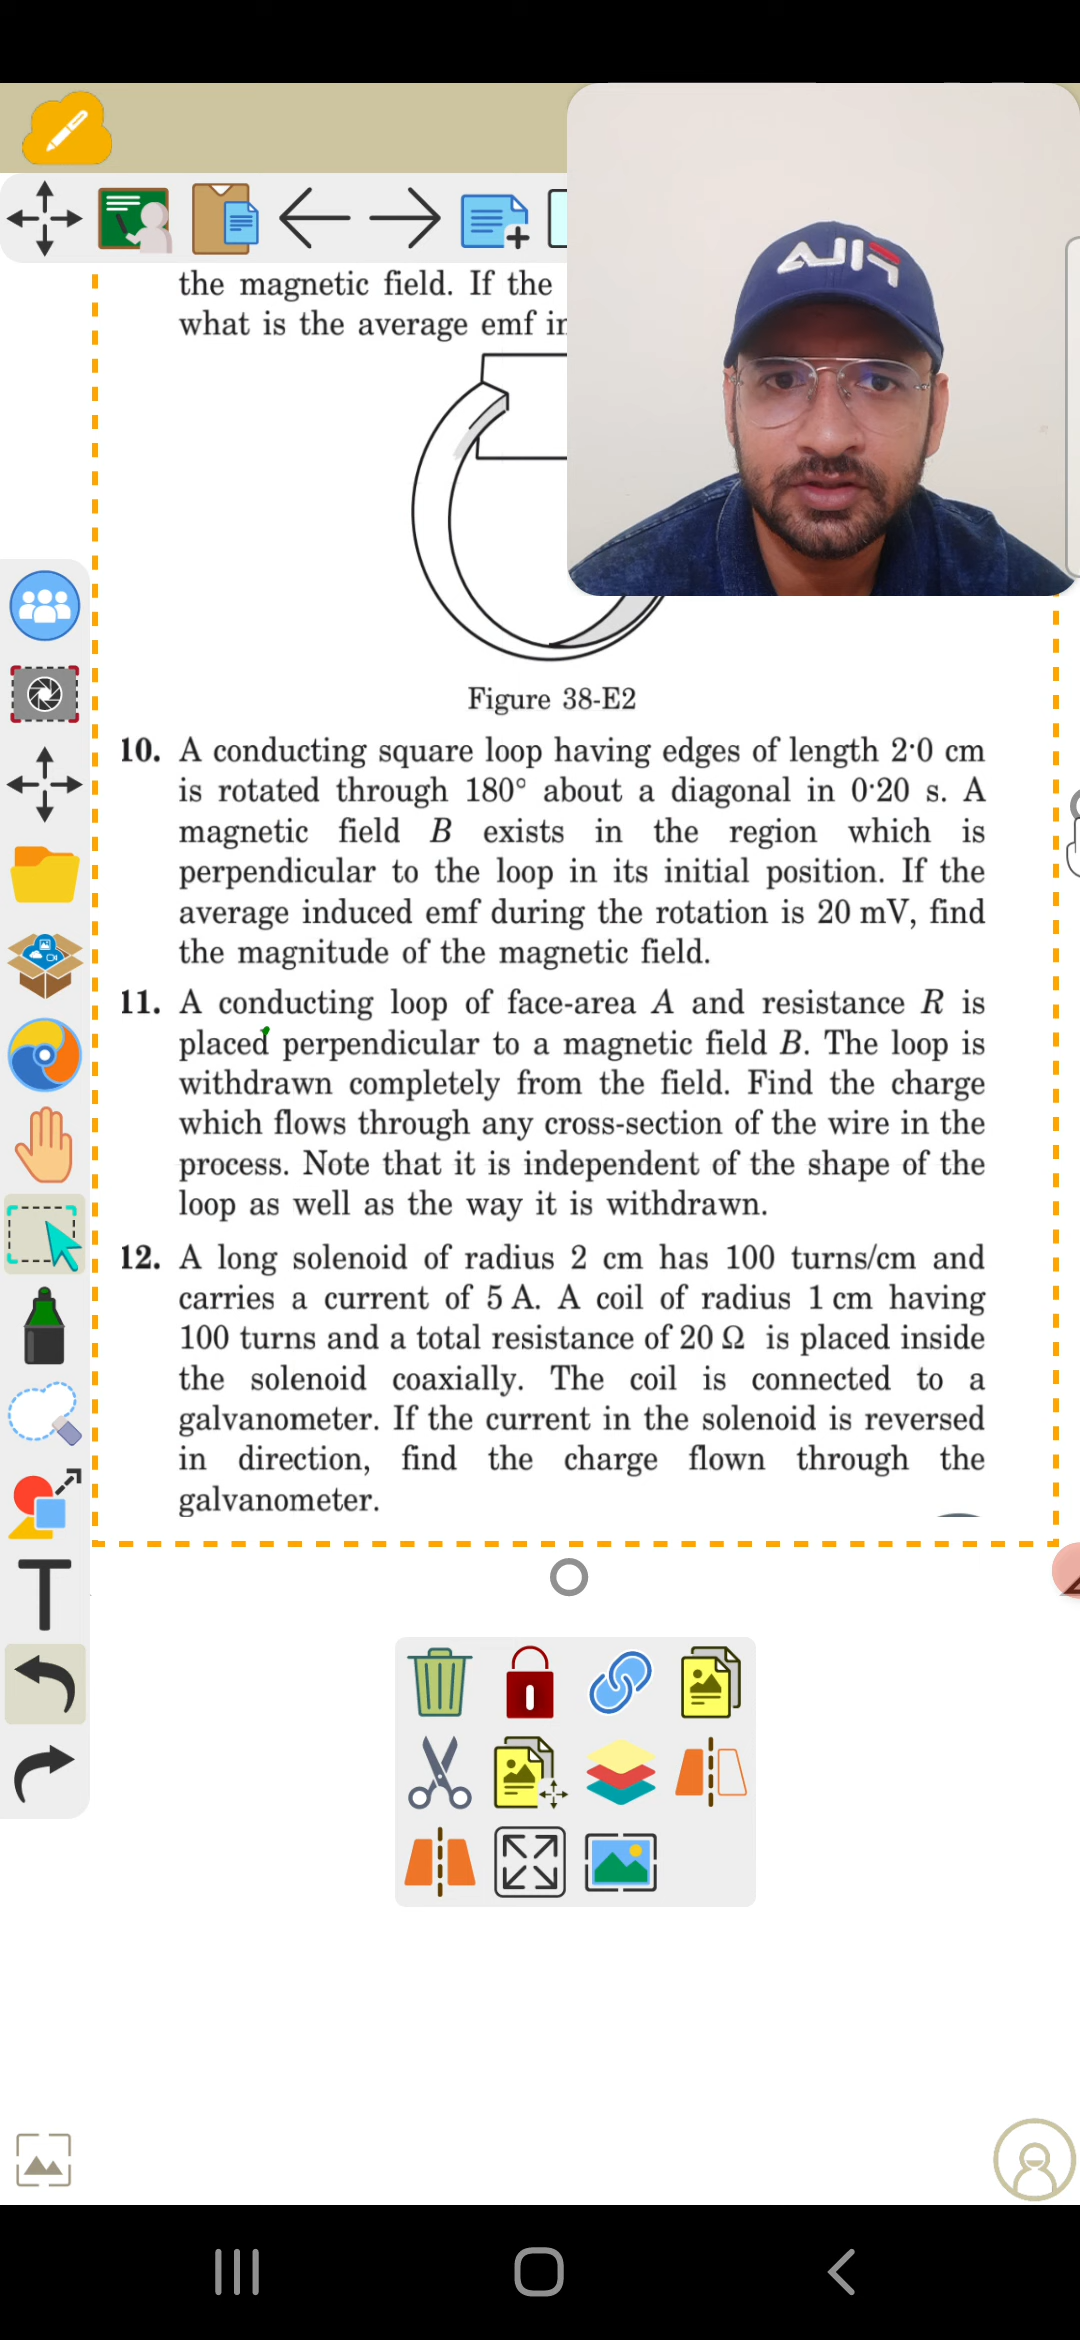 the magnetic field. If the
what is the average emf
Figure 38-E2
10. A conducting square loop having edges of length 2·0 cm
is rotated through 180° about a diagonal in 0·20 s. A
magnetic field B exists in the region which is
perpendicular to the loop in its initial position. If the
average induced emf during the rotation is 20 mV, find
the magnitude of the magnetic field.
11. A conducting loop of face-area A and resistance R is
placed perpendicular to a magnetic field B. The loop is
withdrawn completely from the field. Find the charge
which flows through any cross-section of the wire in the
process. Note that it is independent of the shape of the
loop as well as the way it is withdrawn.
12. A long solenoid of radius 2 cm has 100 turns/cm and
carries a current of 5 A. A coil of radius 1 cm having
100 turns and a total resistance of 20 Ω is placed inside
the solenoid coaxially. The coil is connected to a
galvanometer. If the current in the solenoid is reversed
in direction, find the charge flown through the
galvanometer.
T